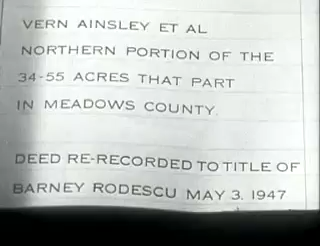 VERN AINSLEY ET AL
NORTHERN PORTION OF THE
34-55 ACRES THAT PART
IN MEADOWS COUNTY.
DEED RE-RECORDED TO TITLE OF
BARNEY RODESCU MAY 3, 1947